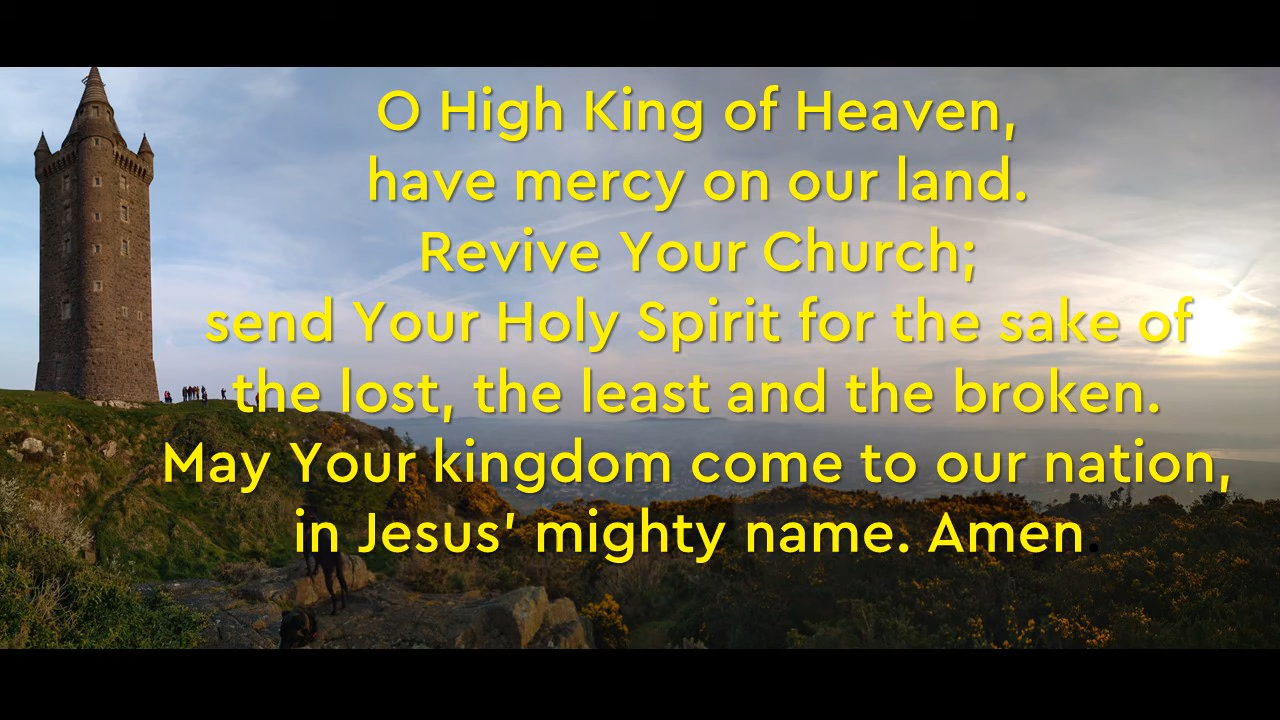 O High King of Heaven,
have mercy on our land.
Revive Your Church;
send Your Holy Spirit for the sake of
the lost, the least and the broken.
May Your kingdom come to our nation,
in Jesus’ mighty name. Amen.